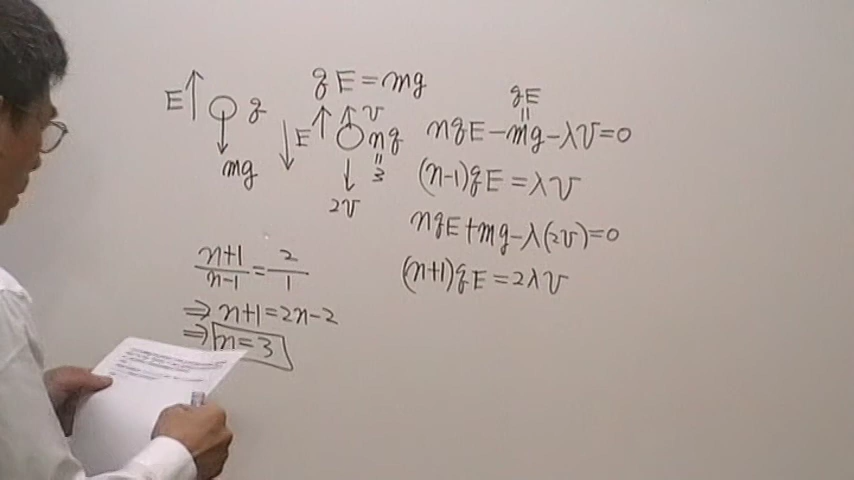 qE = mg
E
q
mg
E
v
nq
=
3
2v
qE
=
nqE - mg - λv = 0
(n-1)qE = λv
nqE + mg - λ(2v) = 0
(n+1)qE = 2λv
n+1/n-1 = 2/1
⇒ n+1 = 2n-2
⇒ n = 3